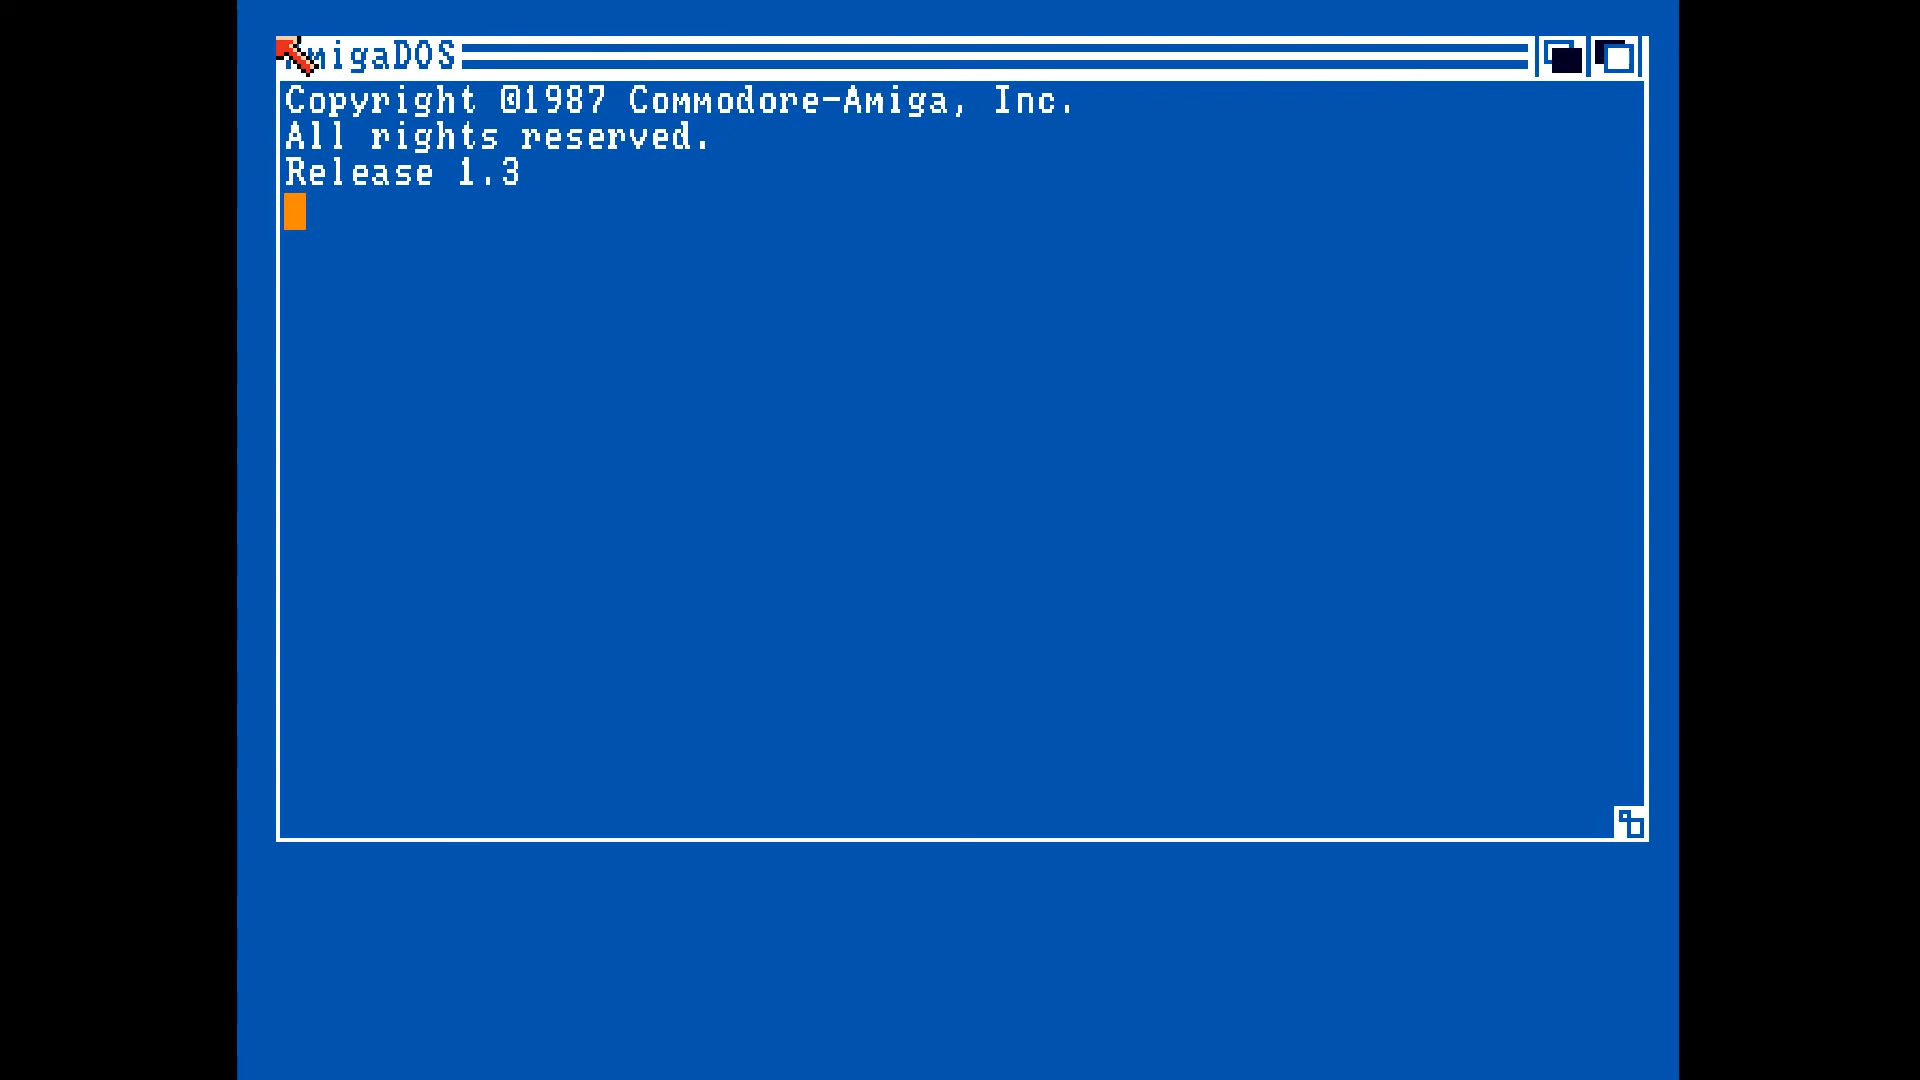 AmigaDOS
Copyright ©1987 Commodore-Amiga, Inc.
All rights reserved.
Release 1.3